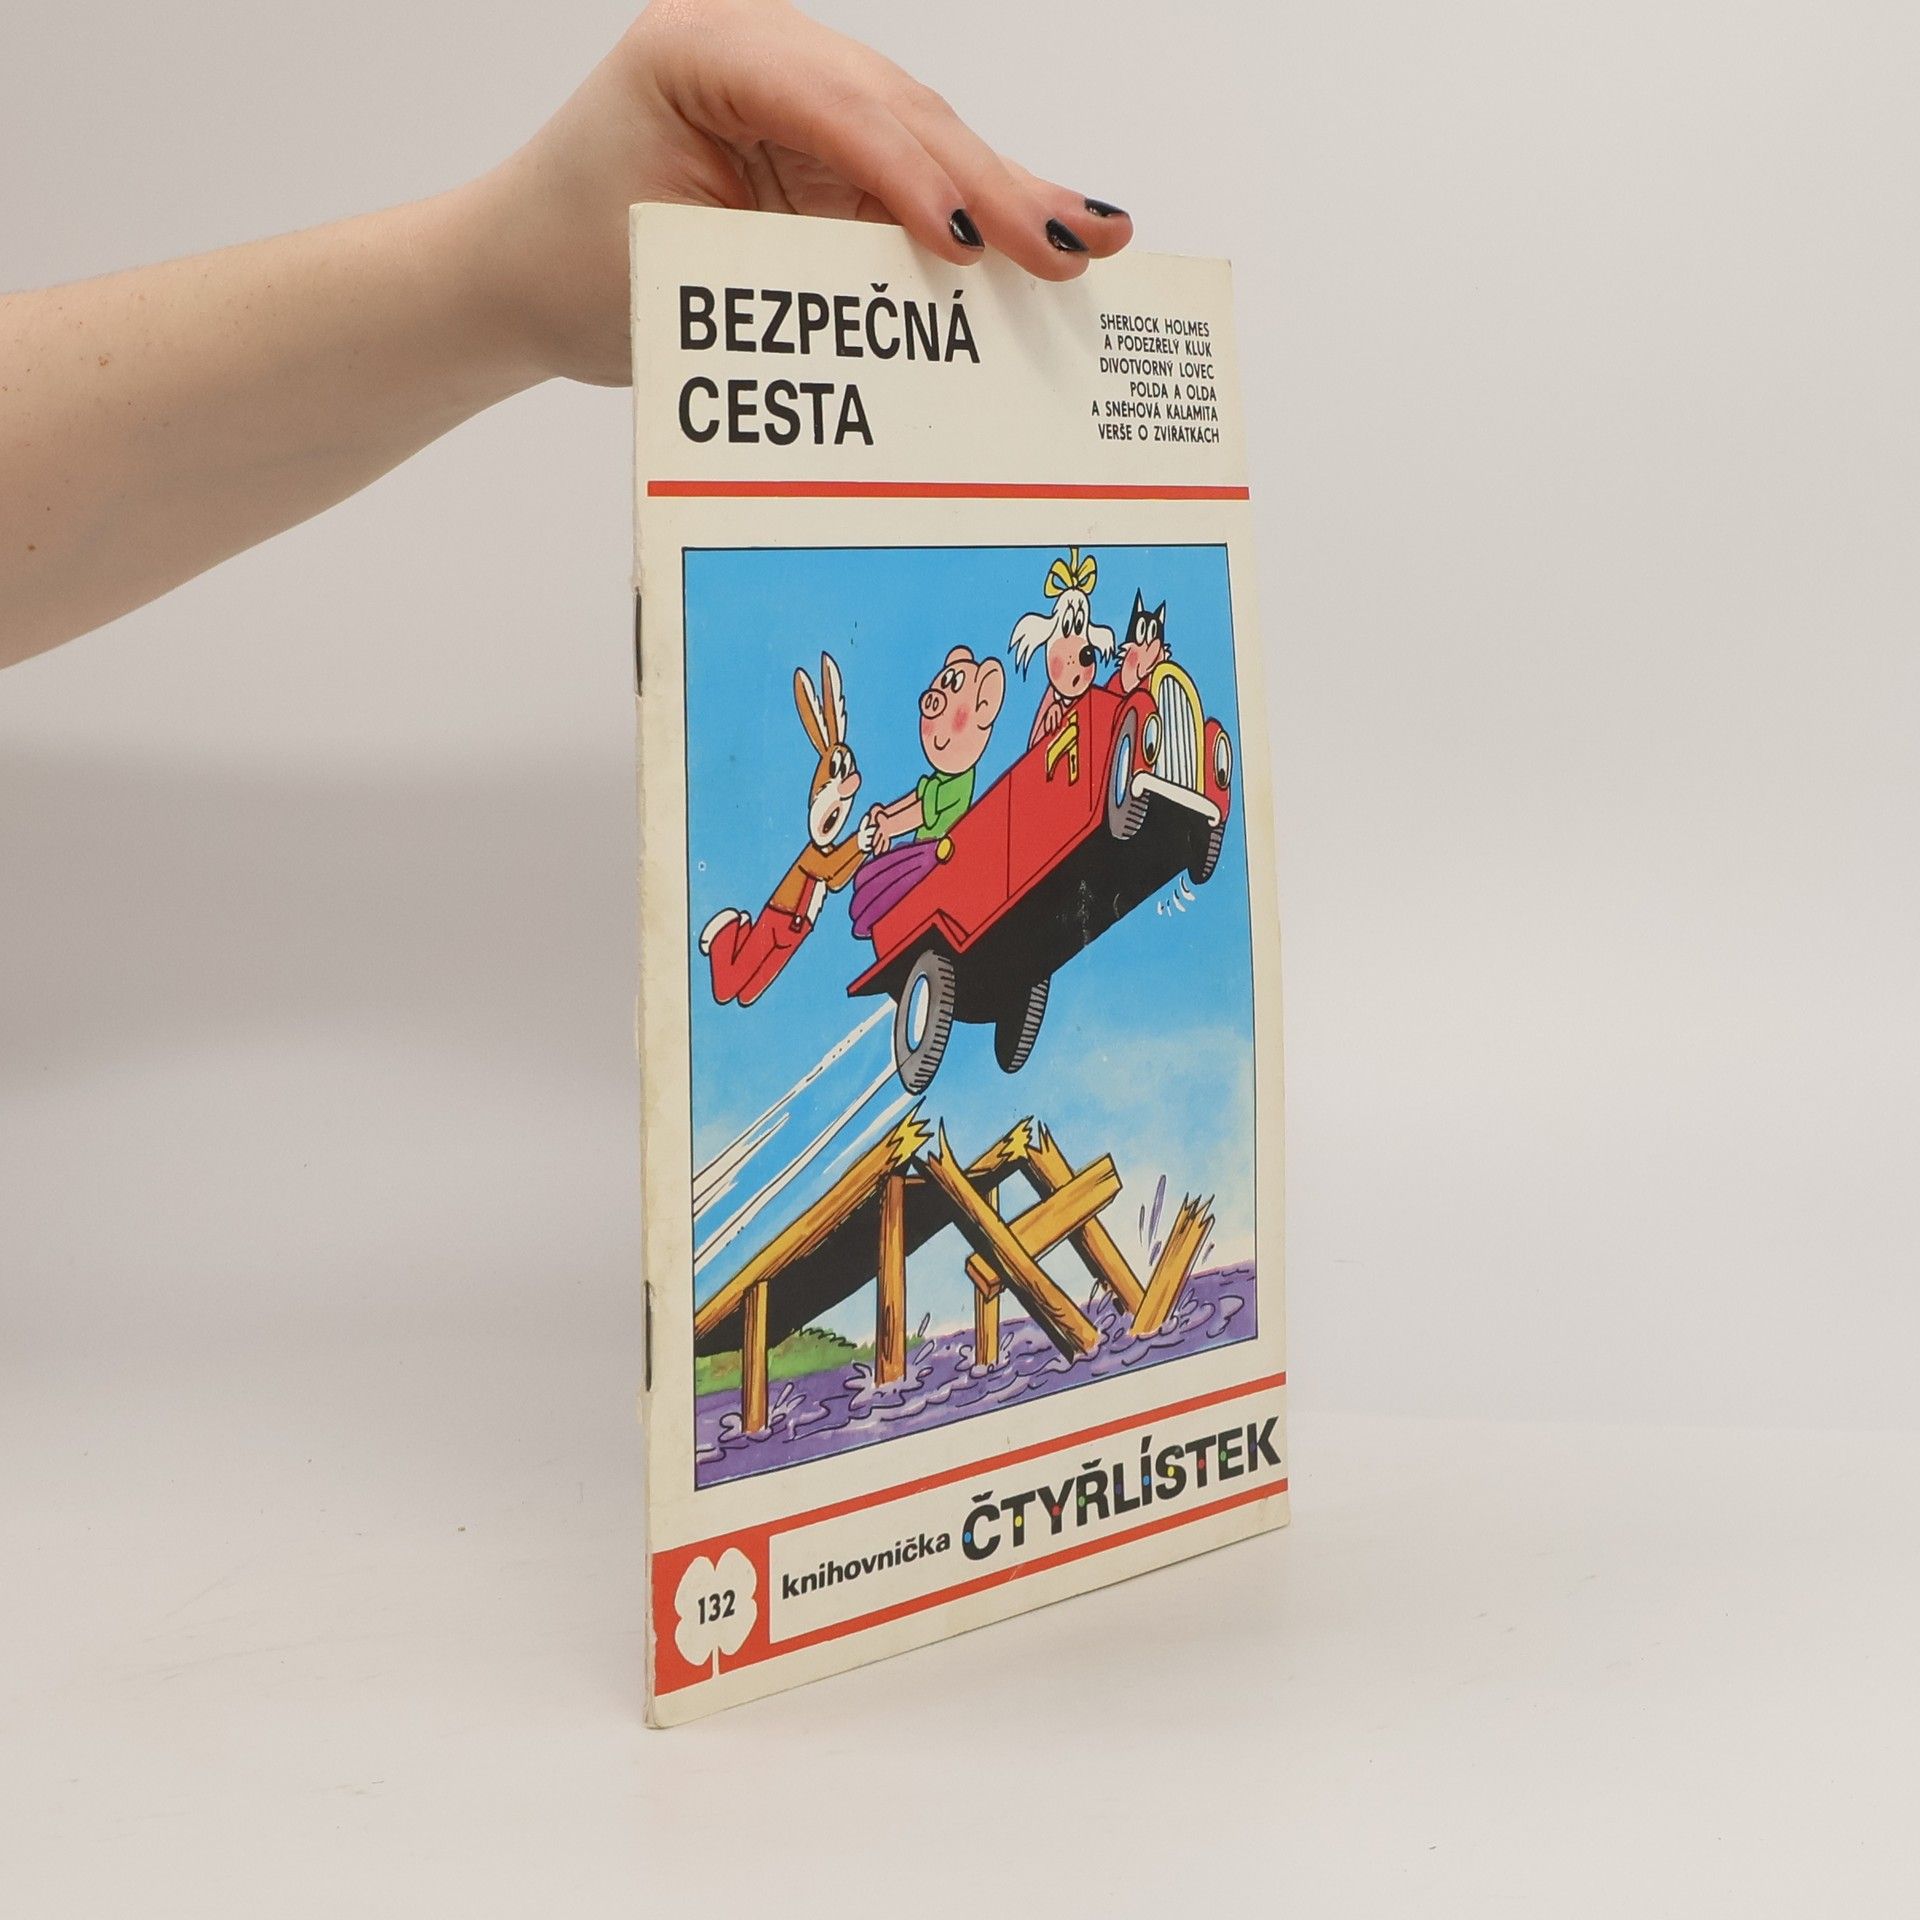 BEZPEČNÁ
CESTA
SHERLOCK HOLMES
A PODEZŘELÝ KLUK
DIVOTVORNÝ LOVEC
POLDA A OLDA
A SNĚHOVÁ KALAMITA
VERŠE O ZVÍŘÁTKÁCH
knihovnička ČTYŘLÍSTEK
132